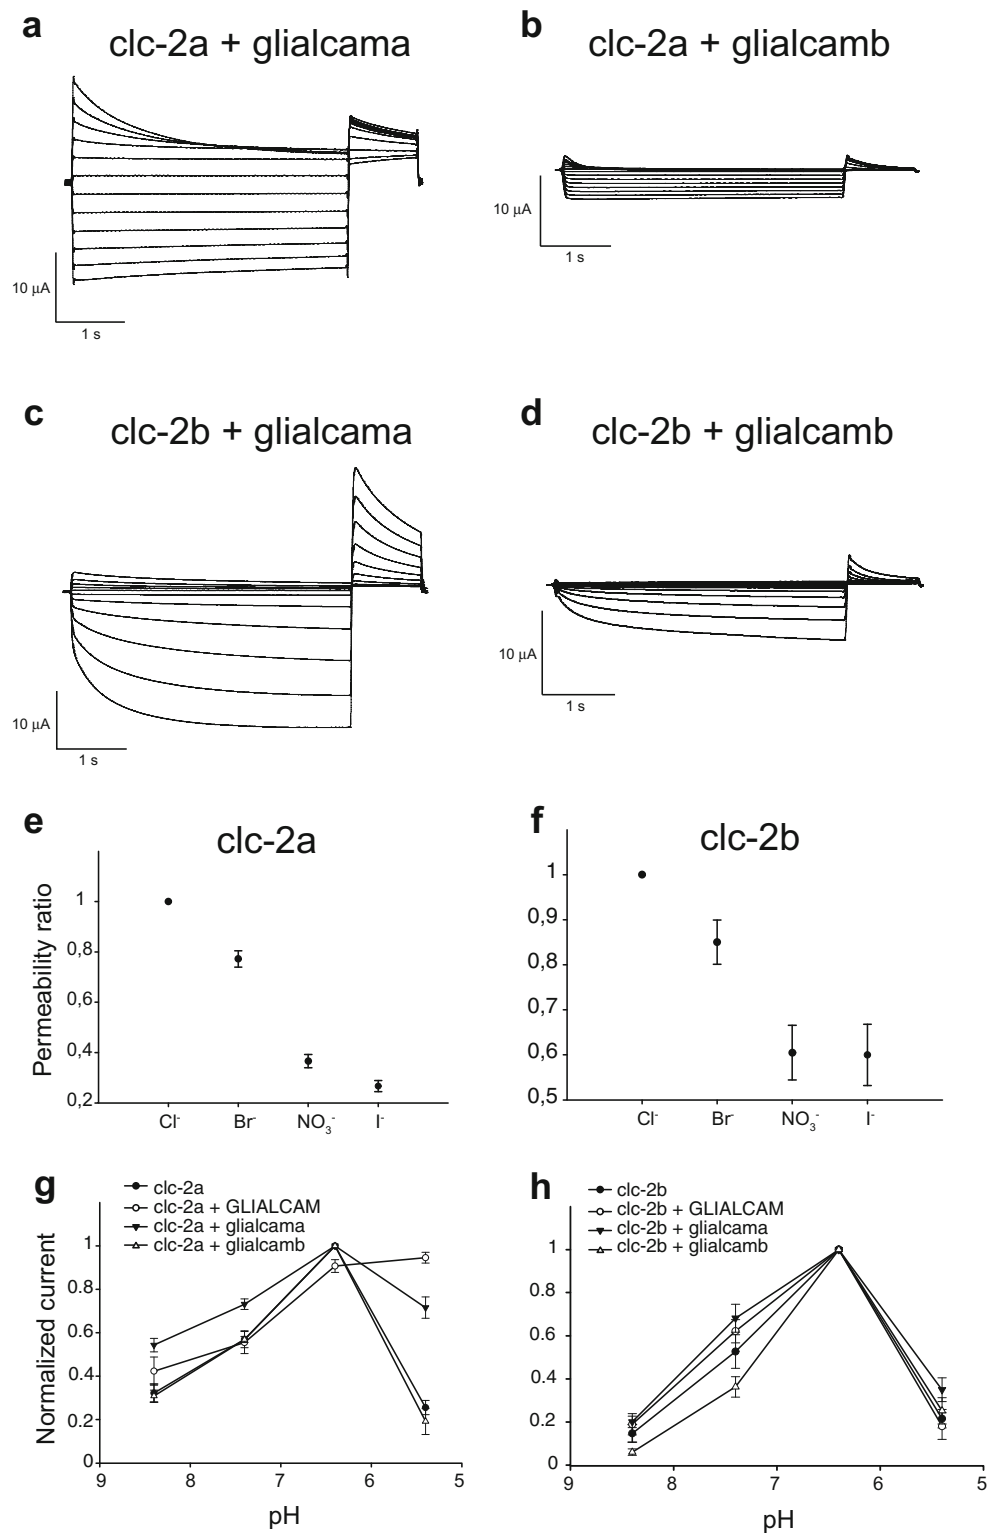 a
clc-2a + glialcama
10 μA
1 s
b
clc-2a + glialcamb
10 μA
1 s
c
clc-2b + glialcama
10 μA
1 s
d
clc-2b + glialcamb
10 μA
1 s
e
clc-2a
Permeability ratio
1
0,8
0,6
0,4
0,2
Cl-
Br-
NO3-
I-
f
clc-2b
1
0,9
0,8
0,7
0,6
0,5
Cl-
Br-
NO3-
I-
g
clc-2a
clc-2a + GLIALCAM
clc-2a + glialcama
clc-2a + glialcamb
Normalized current
1
0.8
0.6
0.4
0.2
0
9
8
7
6
5
pH
h
clc-2b
clc-2b + GLIALCAM
clc-2b + glialcama
clc-2b + glialcamb
1
0.8
0.6
0.4
0.2
0
9
8
7
6
5
pH